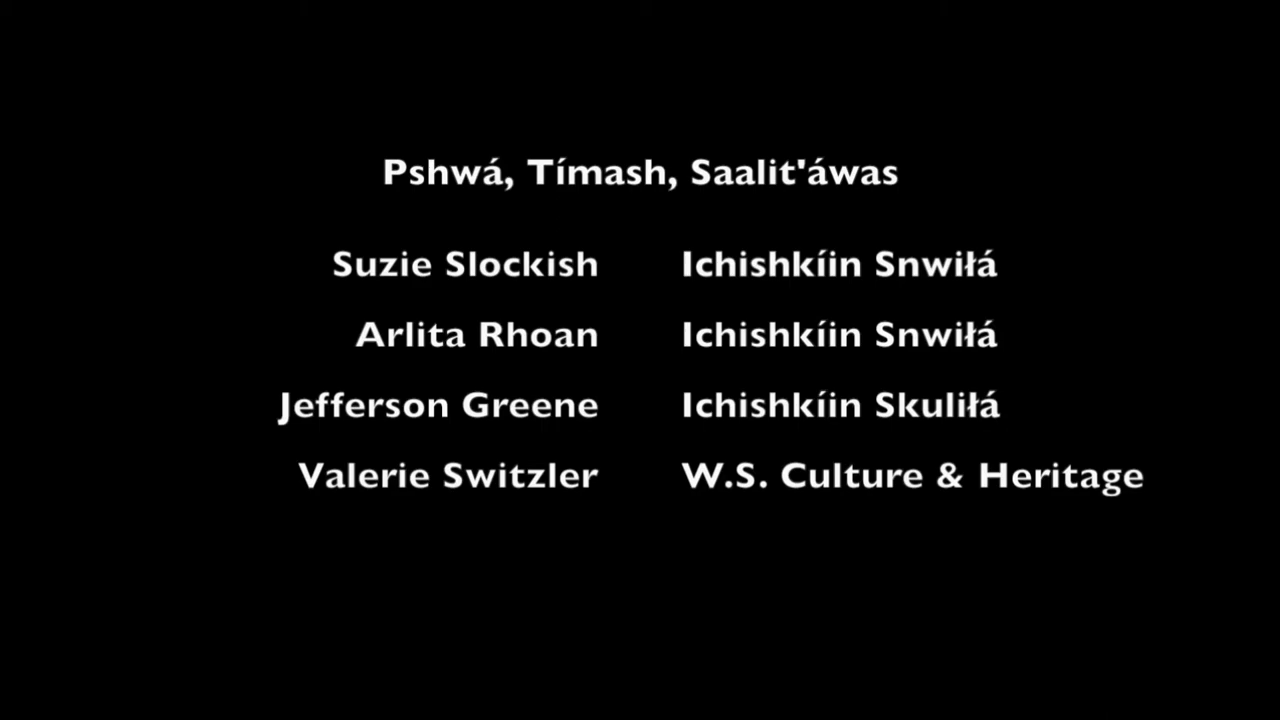 Pshwá, Tímash, Saalit'áwas
Suzie Slockish Ichishkíin Snwiłá
Arlita Rhoan Ichishkíin Snwiłá
Jefferson Greene Ichishkíin Skuliłá
Valerie Switzler W.S. Culture & Heritage